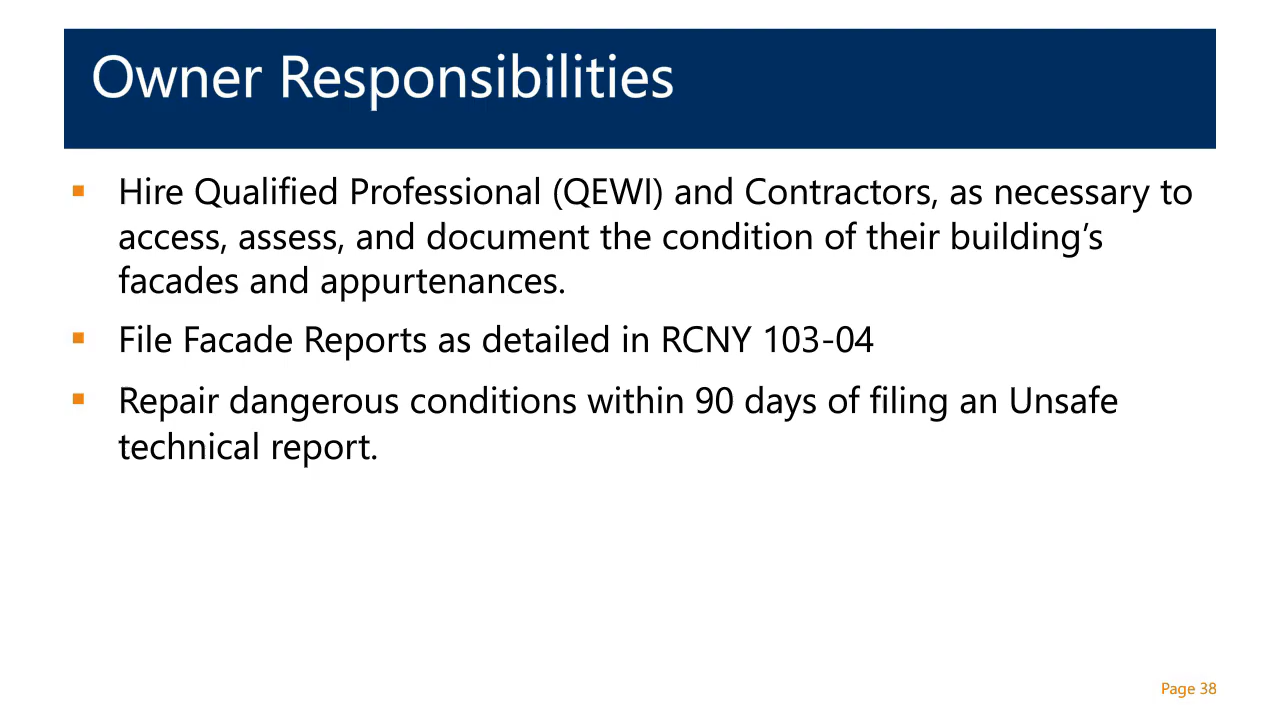 Owner Responsibilities
▪ Hire Qualified Professional (QEWI) and Contractors, as necessary to
access, assess, and document the condition of their building’s
facades and appurtenances.
▪ File Facade Reports as detailed in RCNY 103-04
▪ Repair dangerous conditions within 90 days of filing an Unsafe
technical report.
Page 38